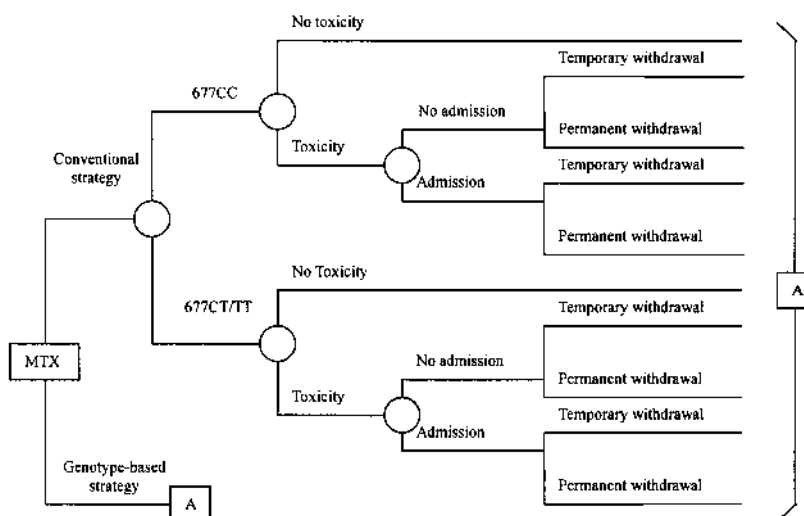 No toxicity
Temporary withdrawal
677CC
No admission
Permanent withdrawal
Toxicity
Temporary withdrawal
Conventional
strategy
Admission
Permanent withdrawal
No Toxicity
A
677CT/TT
Temporary withdrawal
MTX
No admission
Permanent withdrawal
Toxicity
Temporary withdrawal
Admission
Genotype-based
strategy
A
Permanent withdrawal